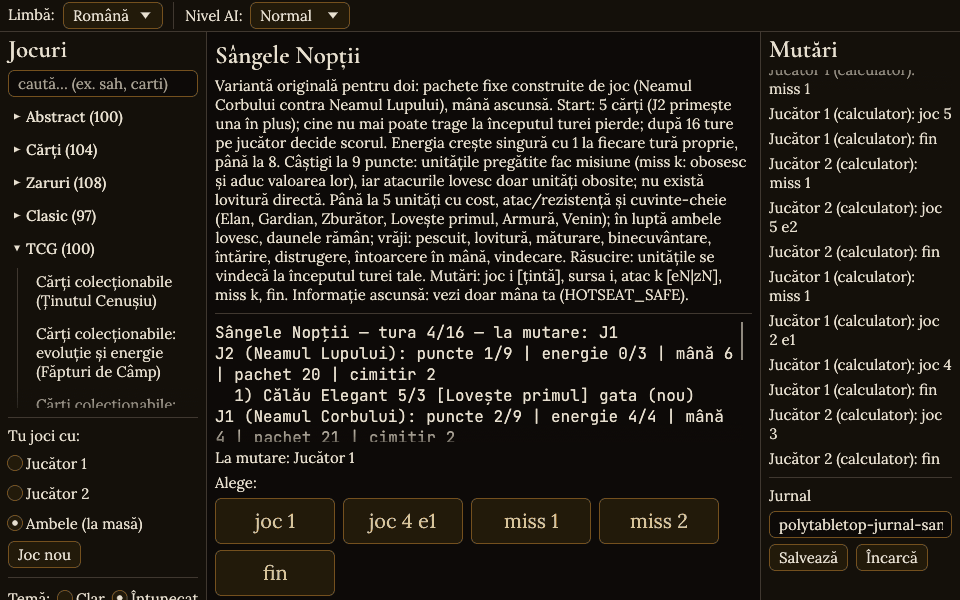 Limbă: Română ▼ Nivel AI: Normal ▼
Jocuri
caută... (ex. sah, carti)
▸ Abstract (100)
▸ Cărți (104)
▸ Zaruri (108)
▸ Clasic (97)
▾ TCG (100)
Cărți colecționabile
(Ținutul Cenușiu)
Cărți colecționabile:
evoluție și energie
(Făpturi de Câmp)
Cărți colecționabile:
Tu joci cu:
Jucător 1
Jucător 2
Ambele (la masă)
Joc nou
Temă: Clar Întunecat
Sângele Nopții
Variantă originală pentru doi: pachete fixe construite de joc (Neamul
Corbului contra Neamul Lupului), mână ascunsă. Start: 5 cărți (J2 primește
una în plus); cine nu mai poate trage la începutul turei pierde; după 16 ture
pe jucător decide scorul. Energia crește singură cu 1 la fiecare tură proprie,
până la 8. Câștigi la 9 puncte: unitățile pregătite fac misiune (miss k: obosesc
și aduc valoarea lor), iar atacurile lovesc doar unități obosite; nu există
lovitură directă. Până la 5 unități cu cost, atac/rezistență și cuvinte-cheie
(Elan, Gardian, Zburător, Lovește primul, Armură, Venin); în luptă ambele
lovesc, daunele rămân; vrăji: pescuit, lovitură, măturare, binecuvântare,
întărire, distrugere, întoarcere în mână, vindecare. Răsucire: unitățile se
vindecă la începutul turei tale. Mutări: joc i [țintă], sursa i, atac k [eN|zN],
miss k, fin. Informație ascunsă: vezi doar mâna ta (HOTSEAT_SAFE).
Sângele Nopții — tura 4/16 — la mutare: J1
J2 (Neamul Lupului): puncte 1/9 | energie 0/3 | mână 6
| pachet 20 | cimitir 2
1) Călău Elegant 5/3 [Lovește primul] gata (nou)
J1 (Neamul Corbului): puncte 2/9 | energie 4/4 | mână
4 | pachet 21 | cimitir 2
La mutare: Jucător 1
Alege:
joc 1
joc 4 e1
miss 1
miss 2
fin
Mutări
Jucător 1 (calculator):
miss 1
Jucător 1 (calculator): joc 5
Jucător 1 (calculator): fin
Jucător 2 (calculator):
miss 1
Jucător 2 (calculator): joc
5 e2
Jucător 2 (calculator): fin
Jucător 1 (calculator):
miss 1
Jucător 1 (calculator): joc
2 e1
Jucător 1 (calculator): joc 4
Jucător 1 (calculator): fin
Jucător 2 (calculator): joc
3
Jucător 2 (calculator): fin
Jurnal
polytabletop-jurnal-san
Salvează
Încarcă